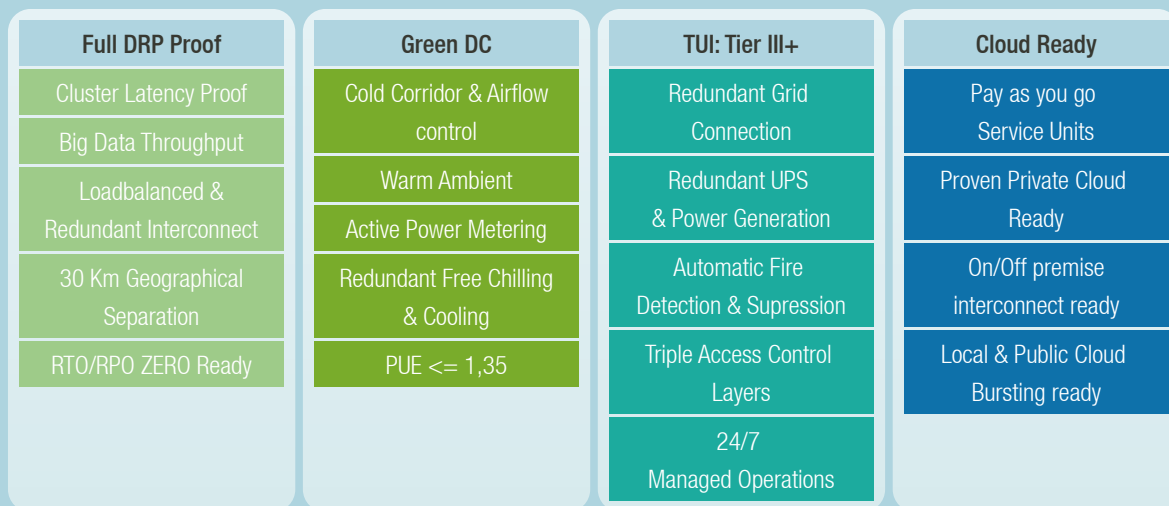 Full DRP Proof
Cluster Latency Proof
Big Data Throughput
Loadbalanced &
Redundant Interconnect
30 Km Geographical
Separation
RTO/RPO ZERO Ready
Green DC
Cold Corridor & Airflow
control
Warm Ambient
Active Power Metering
Redundant Free Chilling
& Cooling
PUE <= 1,35
TUI: Tier III+
Redundant Grid
Connection
Redundant UPS
& Power Generation
Automatic Fire
Detection & Supression
Triple Access Control
Layers
24/7
Managed Operations
Cloud Ready
Pay as you go
Service Units
Proven Private Cloud
Ready
On/Off premise
interconnect ready
Local & Public Cloud
Bursting ready